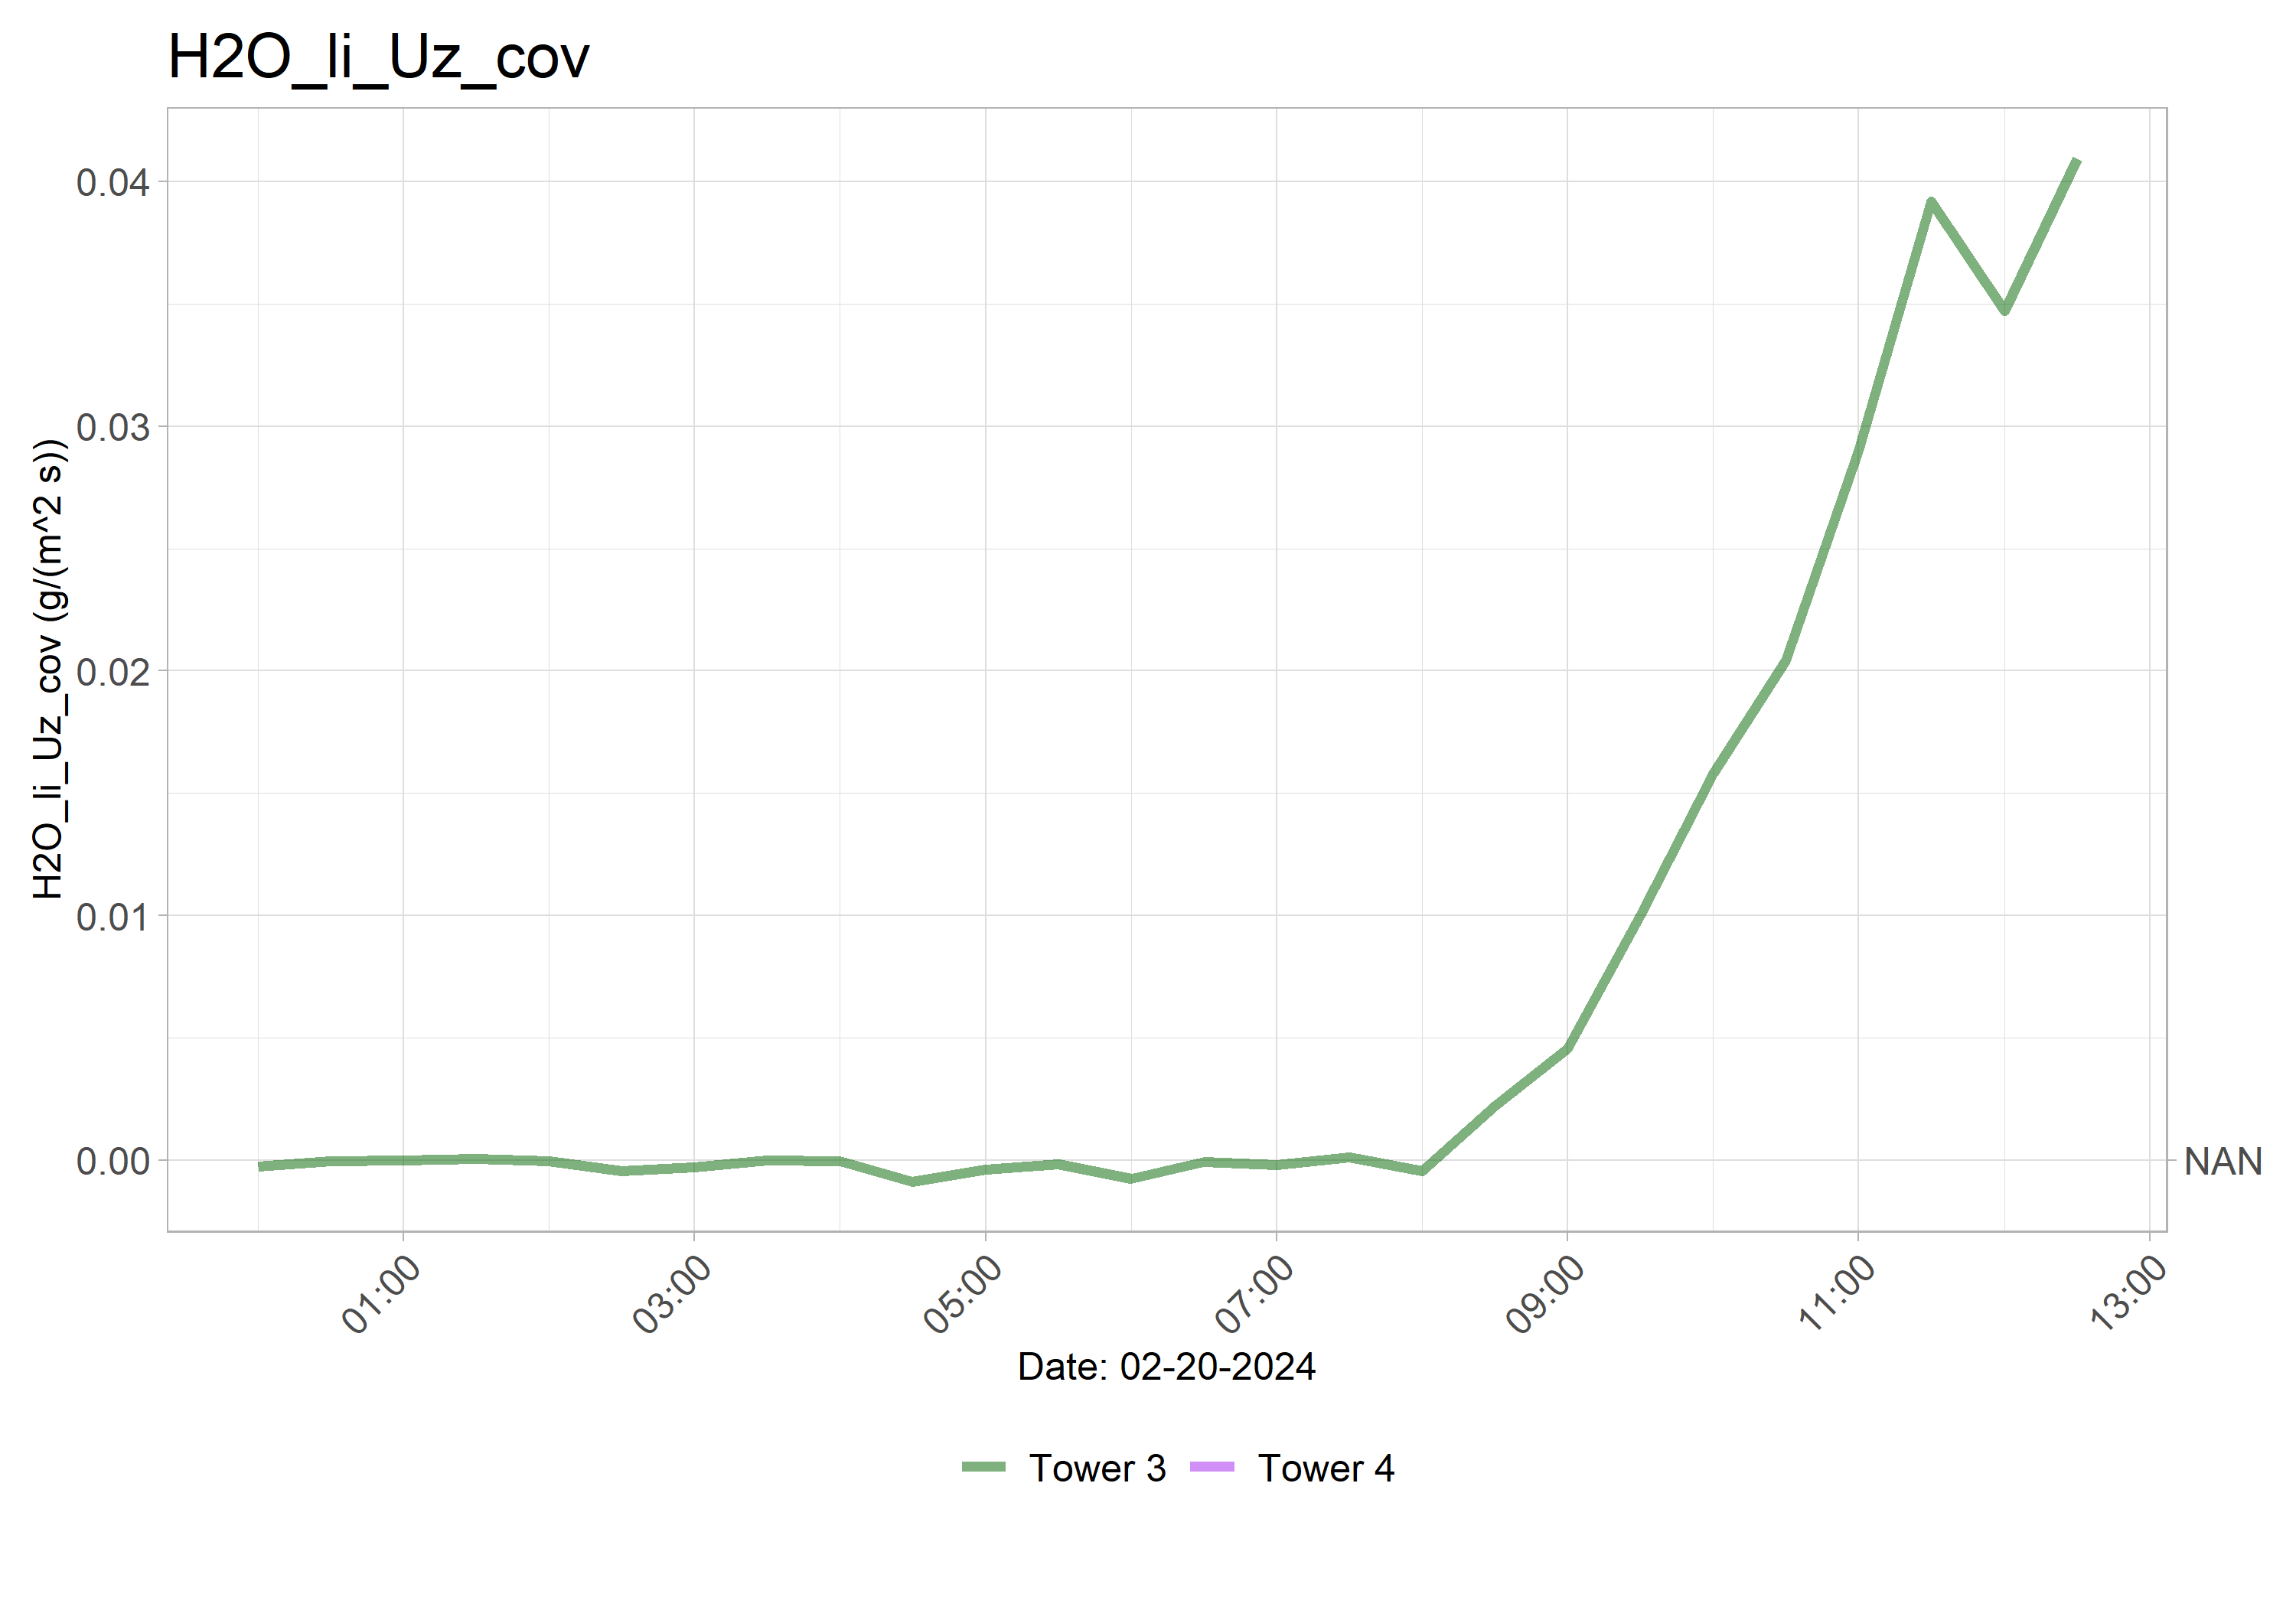 H2O_li_Uz_cov
H2O_li_Uz_cov (g/(m^2 s))
0.04
0.03
0.02
0.01
0.00
NAN
01:00
03:00
05:00
07:00
09:00
11:00
13:00
Date: 02-20-2024
Tower 3
Tower 4